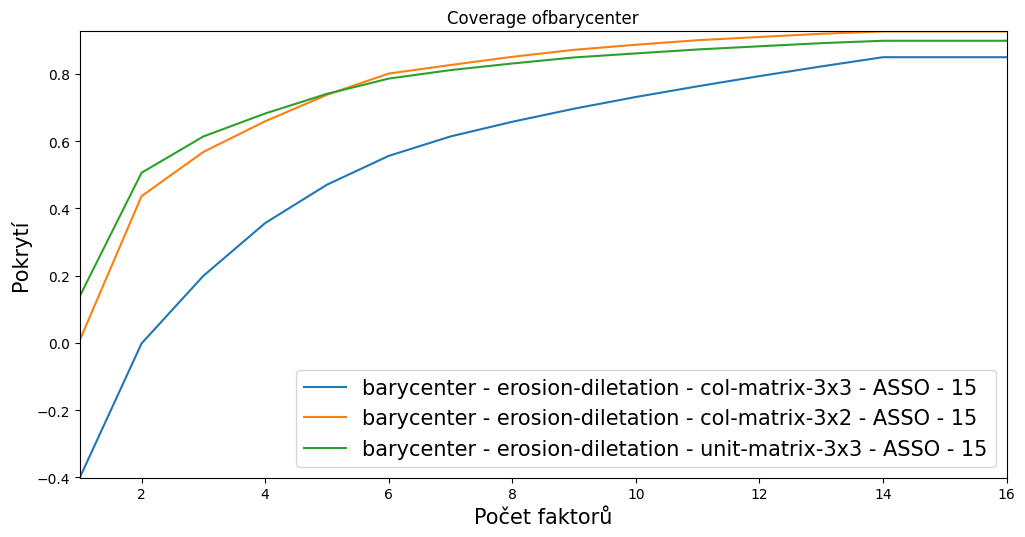 Coverage ofbarycenter
Pokrytí
0.8
0.6
0.4
0.2
0.0
−0.2
−0.4
barycenter - erosion-diletation - col-matrix-3x3 - ASSO - 15
barycenter - erosion-diletation - col-matrix-3x2 - ASSO - 15
barycenter - erosion-diletation - unit-matrix-3x3 - ASSO - 15
2 4 6 8 10 12 14 16
Počet faktorů